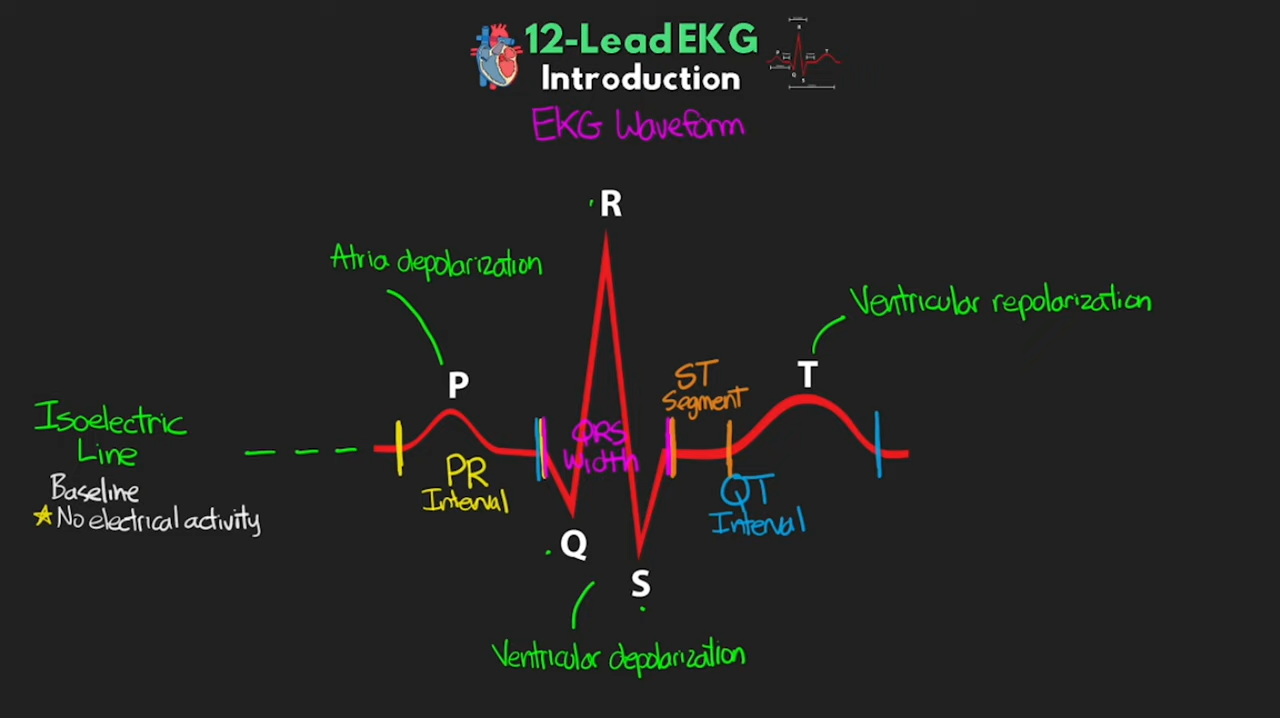 12-Lead EKG
Introduction
EKG Waveform
R
Atria depolarization
Ventricular repolarization
P
ST
Segment
T
Isoelectric
Line
Baseline
No electrical activity
QRS
Width
PR
Interval
QT
Interval
Q
S
Ventricular depolarization